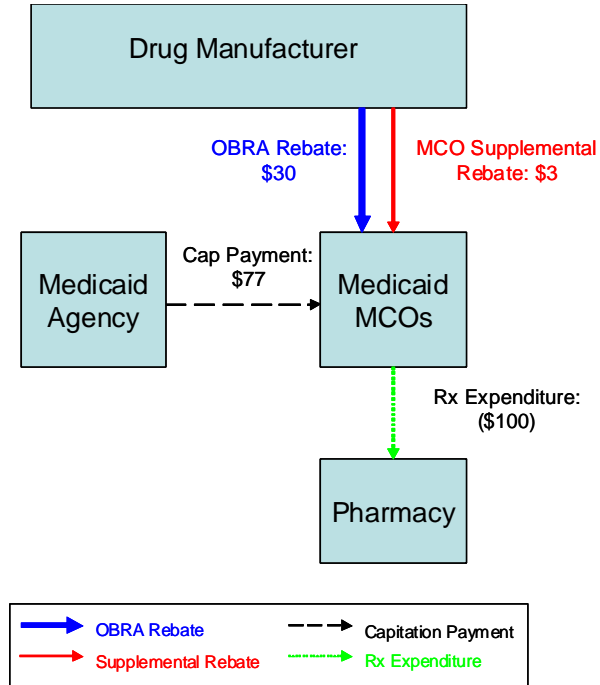 Drug Manufacturer
OBRA Rebate:
$30
MCO Supplemental
Rebate: $3
Cap Payment:
$77
Medicaid
Agency
Medicaid
MCOs
Rx Expenditure:
($100)
Pharmacy
OBRA Rebate
Capitation Payment
Supplemental Rebate
Rx Expenditure